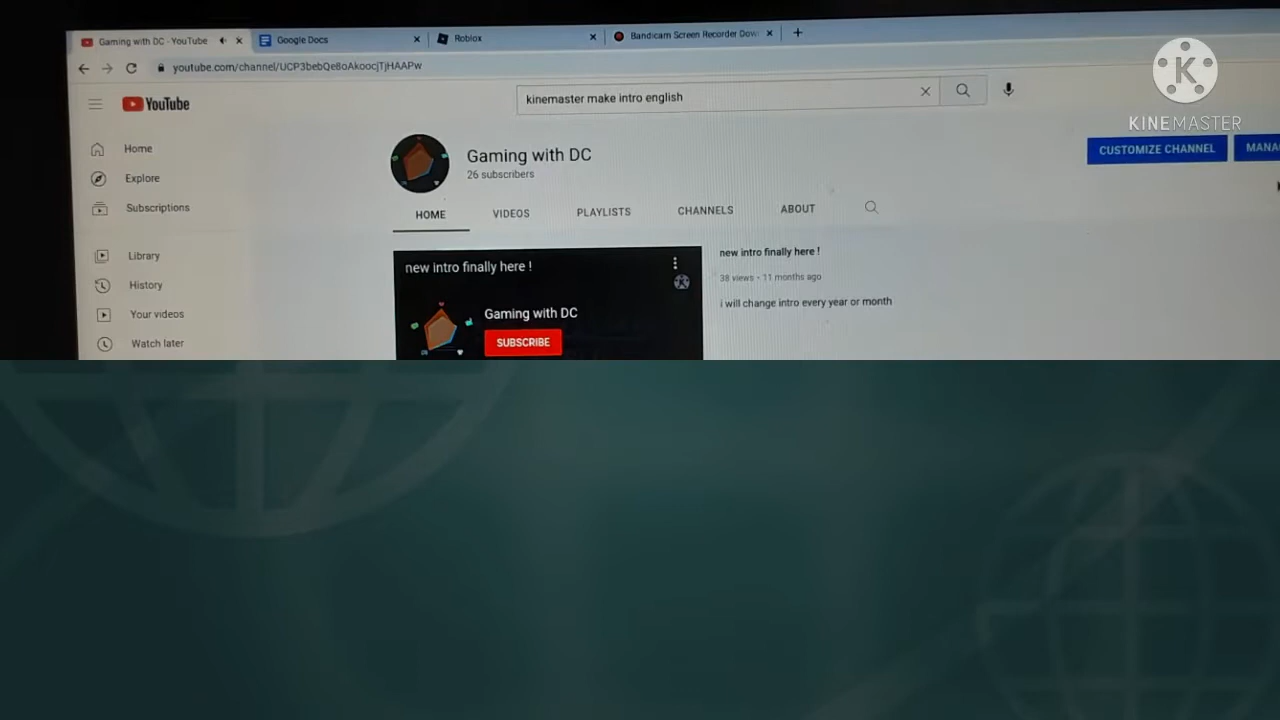 Gaming with DC - YouTube
Google Docs
Roblox
Bandicam Screen Recorder Dow
youtube.com/channel/
YouTube
kinemaster make intro english
K
KINEMASTER
Home
Explore
Subscriptions
Library
History
Your videos
Watch later
Gaming with DC
26 subscribers
CUSTOMIZE CHANNEL
MANA
HOME
VIDEOS
PLAYLISTS
CHANNELS
ABOUT
new intro finally here !
Gaming with DC
SUBSCRIBE
new intro finally here !
38 views - 11 months ago
i will change intro every year or month